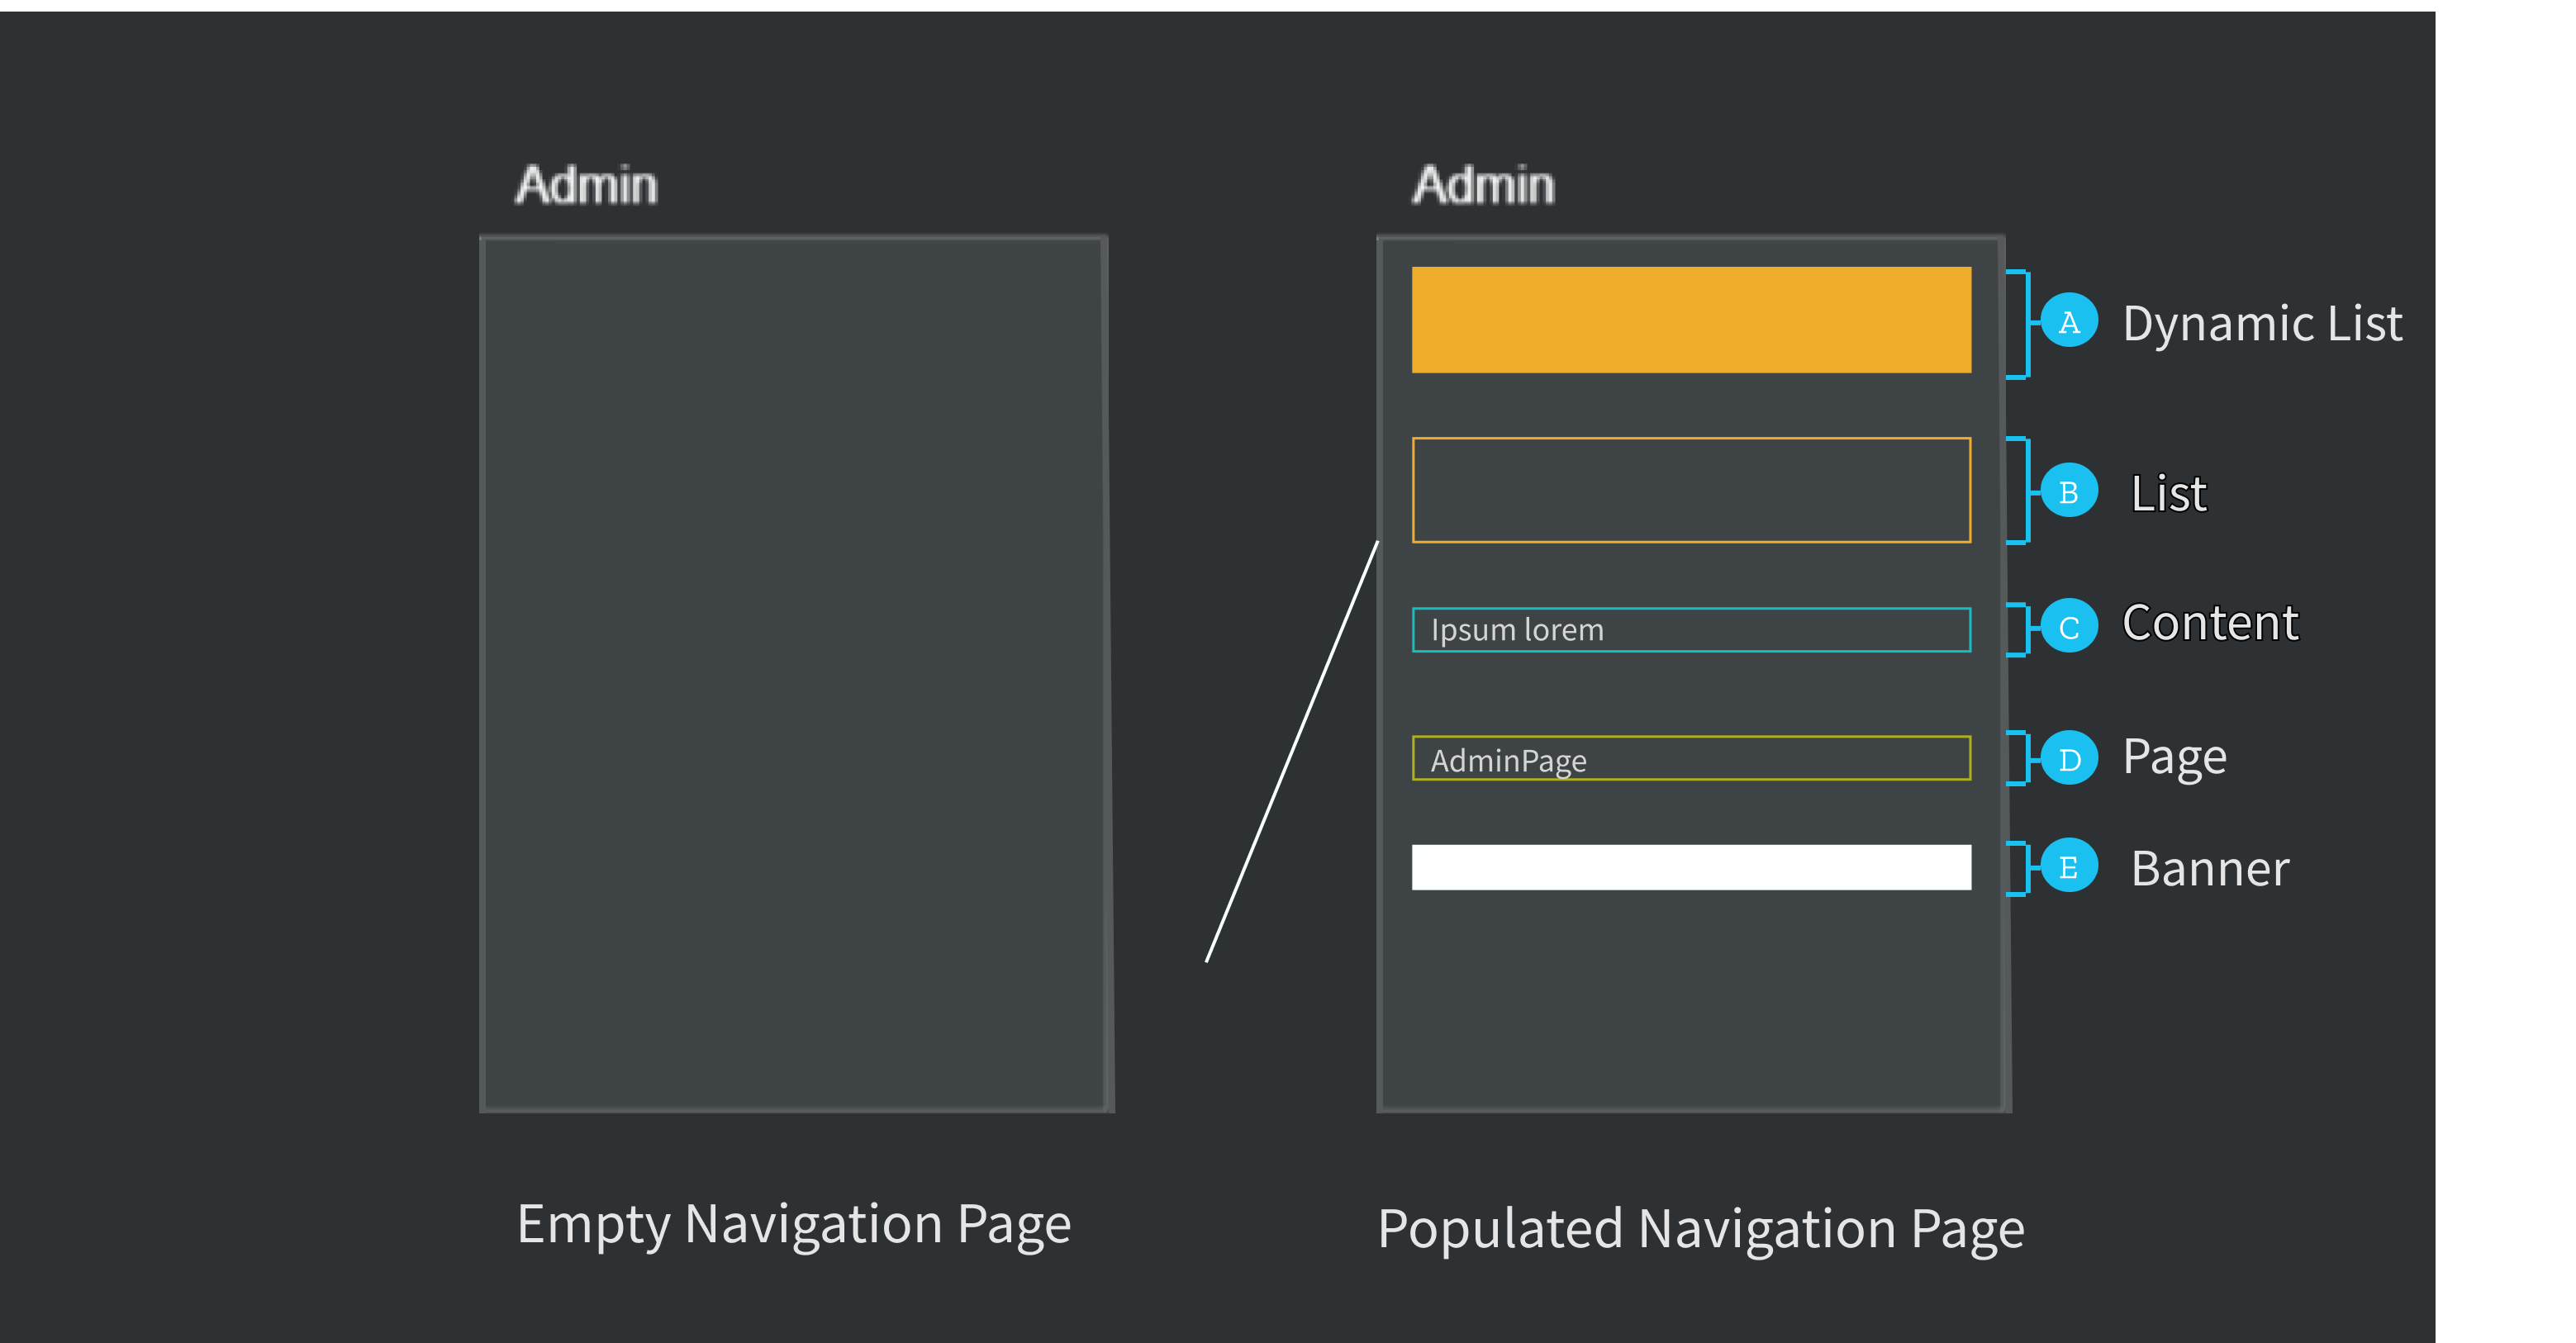 Admin
Admin
A Dynamic List
B List
Ipsum lorem
C Content
AdminPage
D Page
E Banner
Empty Navigation Page
Populated Navigation Page